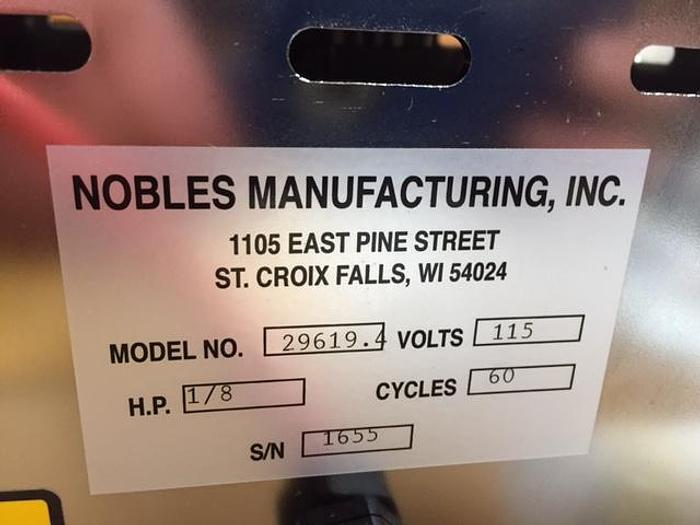 NOBLES MANUFACTURING, INC.
1105 EAST PINE STREET
ST. CROIX FALLS, WI 54024
MODEL NO. 29619.4 VOLTS 115
H.P. 1/8 CYCLES 60
S/N 1655